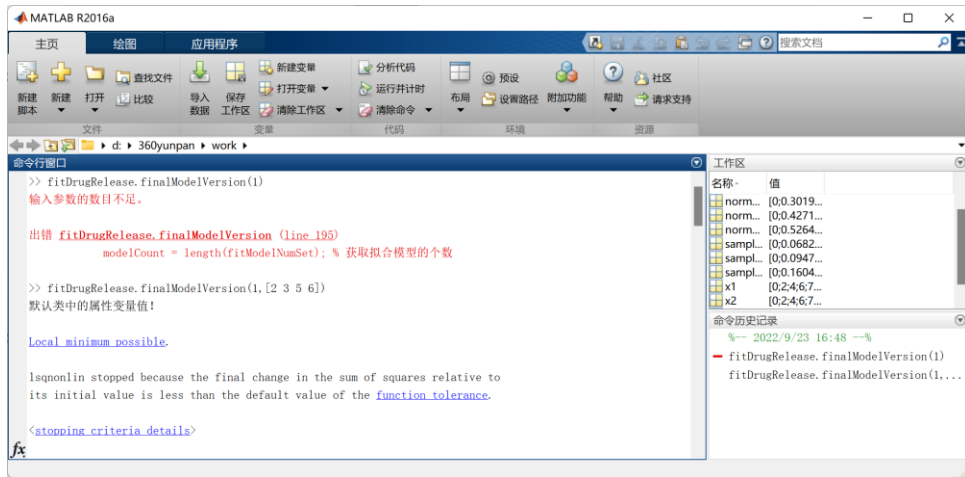 MATLAB R2016a
主页 绘图 应用程序 搜索文档
新建脚本 新建 打开 查找文件 比较 导入数据 保存工作区 新建变量 打开变量 清除工作区 分析代码 运行并计时 清除命令 布局 预设 设置路径 附加功能 帮助 社区 请求支持
文件 变量 代码 环境 资源
d: 360yunpan work
命令行窗口
>> fitDrugRelease.finalModelVersion(1)
输入参数的数目不足。
出错 fitDrugRelease.finalModelVersion (line 195)
modelCount = length(fitModelNumSet); % 获取拟合模型的个数
>> fitDrugRelease.finalModelVersion(1,[2 3 5 6])
默认类中的属性变量值!
Local minimum possible.
lsqnonlin stopped because the final change in the sum of squares relative to
its initial value is less than the default value of the function tolerance.
<stopping criteria details>
fx
工作区
名称 值
norm... [0;0.3019...
norm... [0;0.4271...
norm... [0;0.5264...
sampl... [0;0.0682...
sampl... [0;0.0947...
sampl... [0;0.1604...
x1 [0;2;4;6;7...
x2 [0;2;4;6;7...
命令历史记录
%-- 2022/9/23 16:48 --%
fitDrugRelease.finalModelVersion(1)
fitDrugRelease.finalModelVersion(1,...